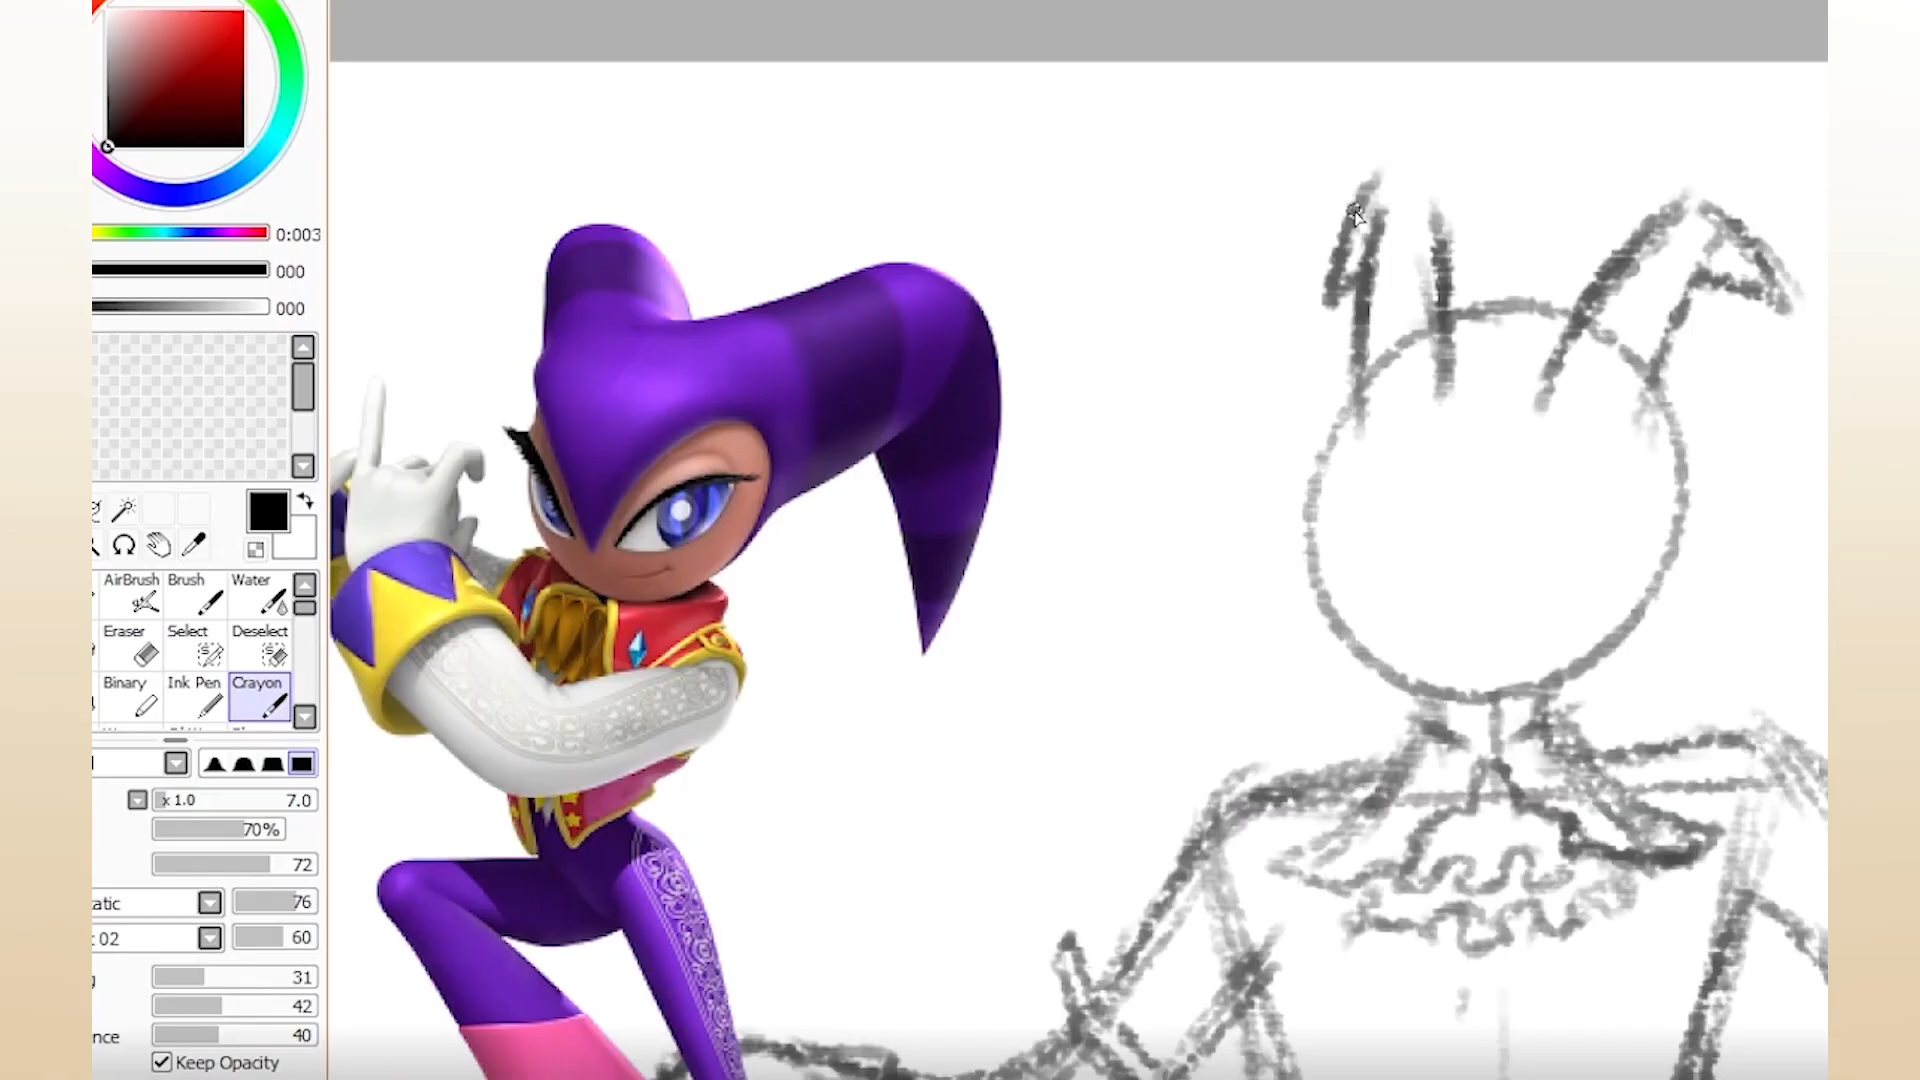 0:003
000
000
AirBrush Brush Water
Eraser Select Deselect
Binary Ink Pen Crayon
x 1.0 7.0
70%
72
atic 76
02 60
31
42
nce 40
Keep Opacity